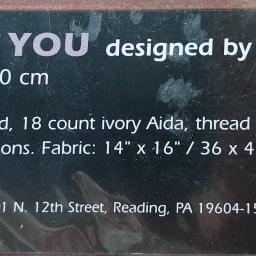 YOU designed by
0 cm
d, 18 count ivory Aida, thread
ons. Fabric: 14" x 16" / 36 x 4
1 N. 12th Street, Reading, PA 19604-15